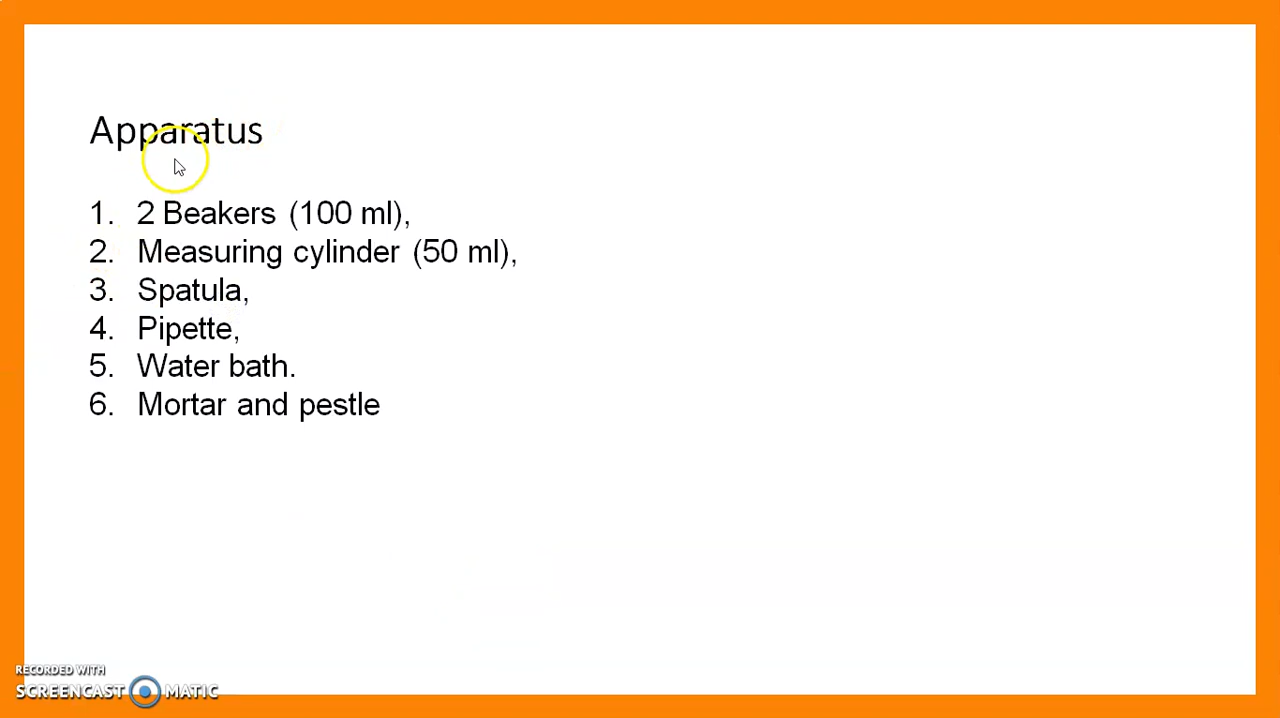 Apparatus
1. 2 Beakers (100 ml),
2. Measuring cylinder (50 ml),
3. Spatula,
4. Pipette,
5. Water bath.
6. Mortar and pestle
RECORDED WITH
SCREENCAST MATIC